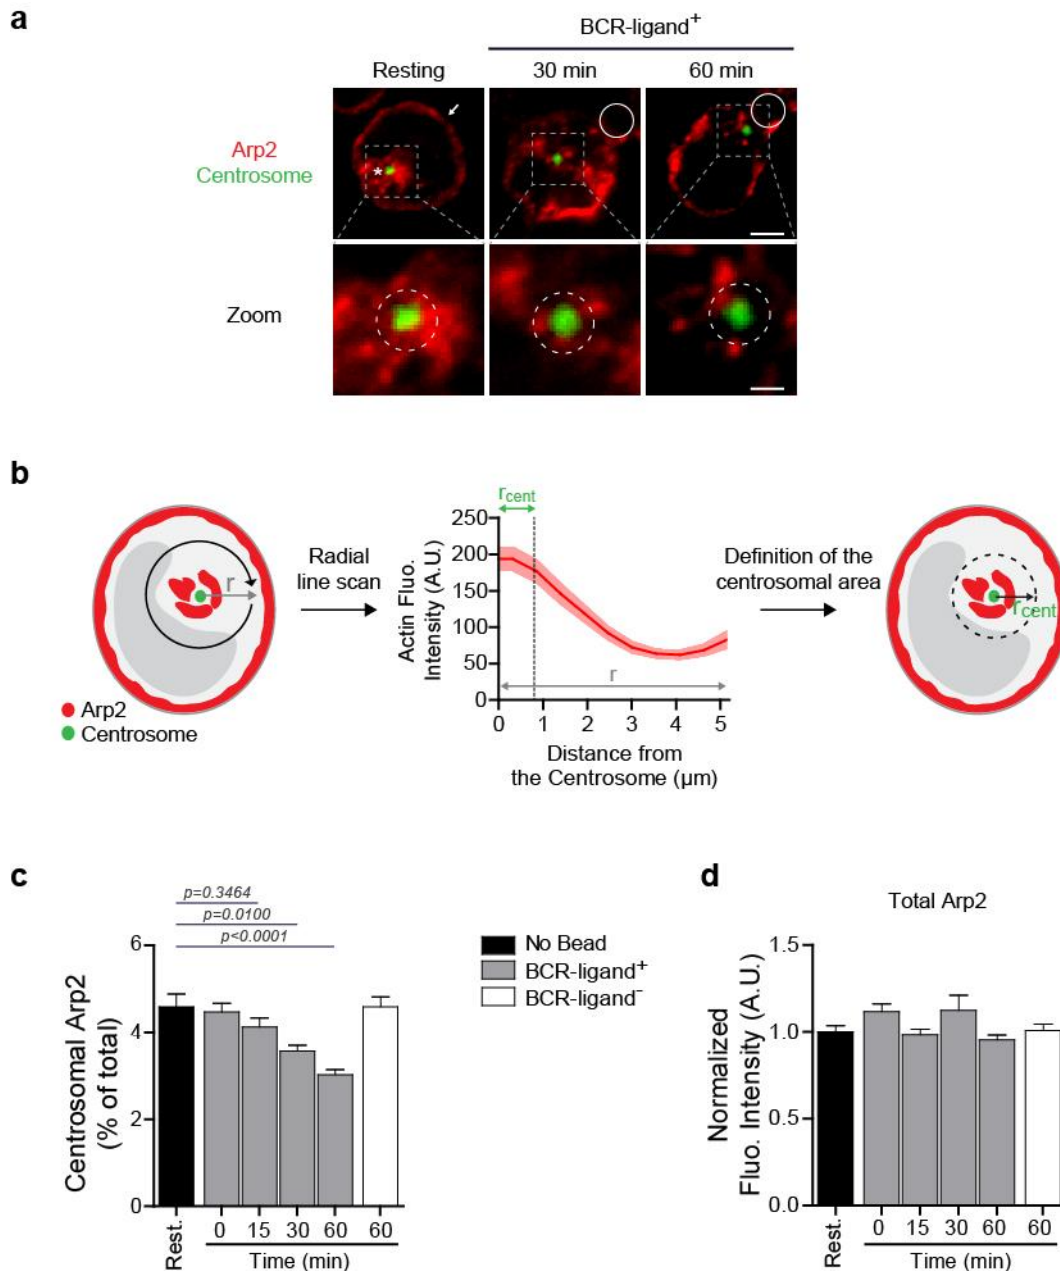 a
BCR-ligand⁺
Resting
30 min
60 min
Arp2
Centrosome
*
Zoom
b
r
Arp2
Centrosome
Radial
line scan
rcent
250
200
150
100
50
0
Actin Fluo.
Intensity (A.U.)
r
0 1 2 3 4 5
Distance from
the Centrosome (µm)
Definition of the
centrosomal area
rcent
c
p=0.3464
p=0.0100
p<0.0001
6
4
2
0
Centrosomal Arp2
(% of total)
Rest.
0 15 30 60 60
Time (min)
No Bead
BCR-ligand⁺
BCR-ligand⁻
d
Total Arp2
1.5
1.0
0.5
0.0
Normalized
Fluo. Intensity (A.U.)
Rest.
0 15 30 60 60
Time (min)